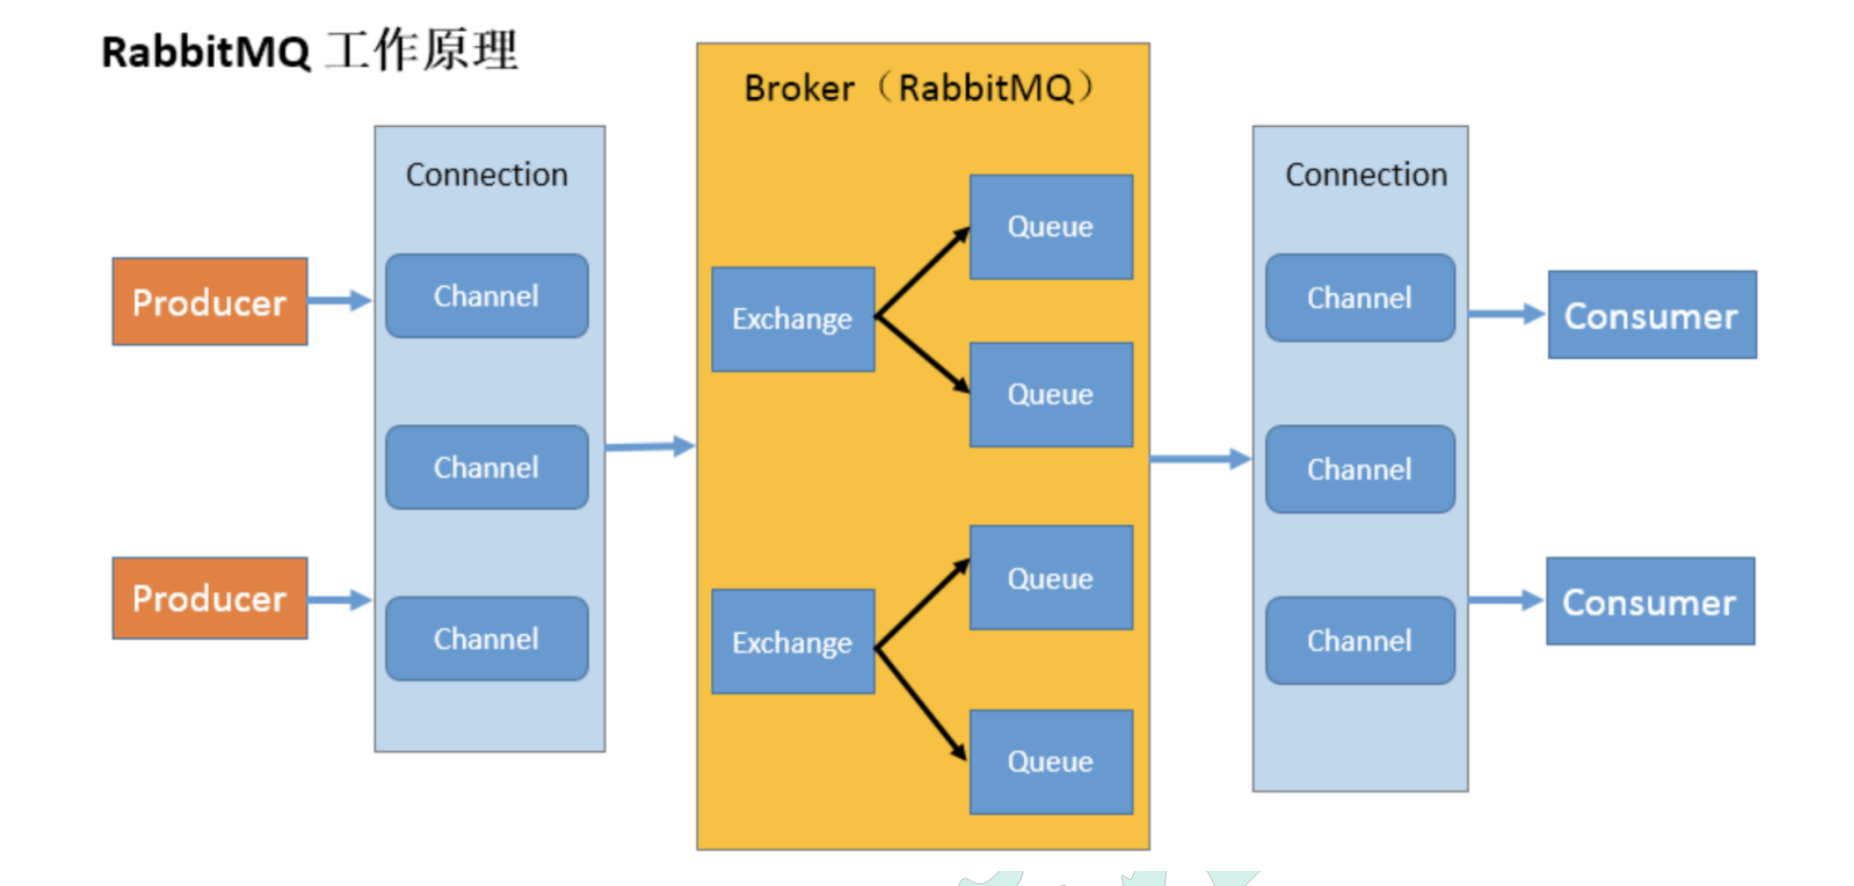 RabbitMQ 工作原理
Broker（RabbitMQ）
Connection
Connection
Producer
Channel
Channel
Channel
Producer
Exchange
Queue
Queue
Exchange
Queue
Queue
Channel
Channel
Channel
Consumer
Consumer